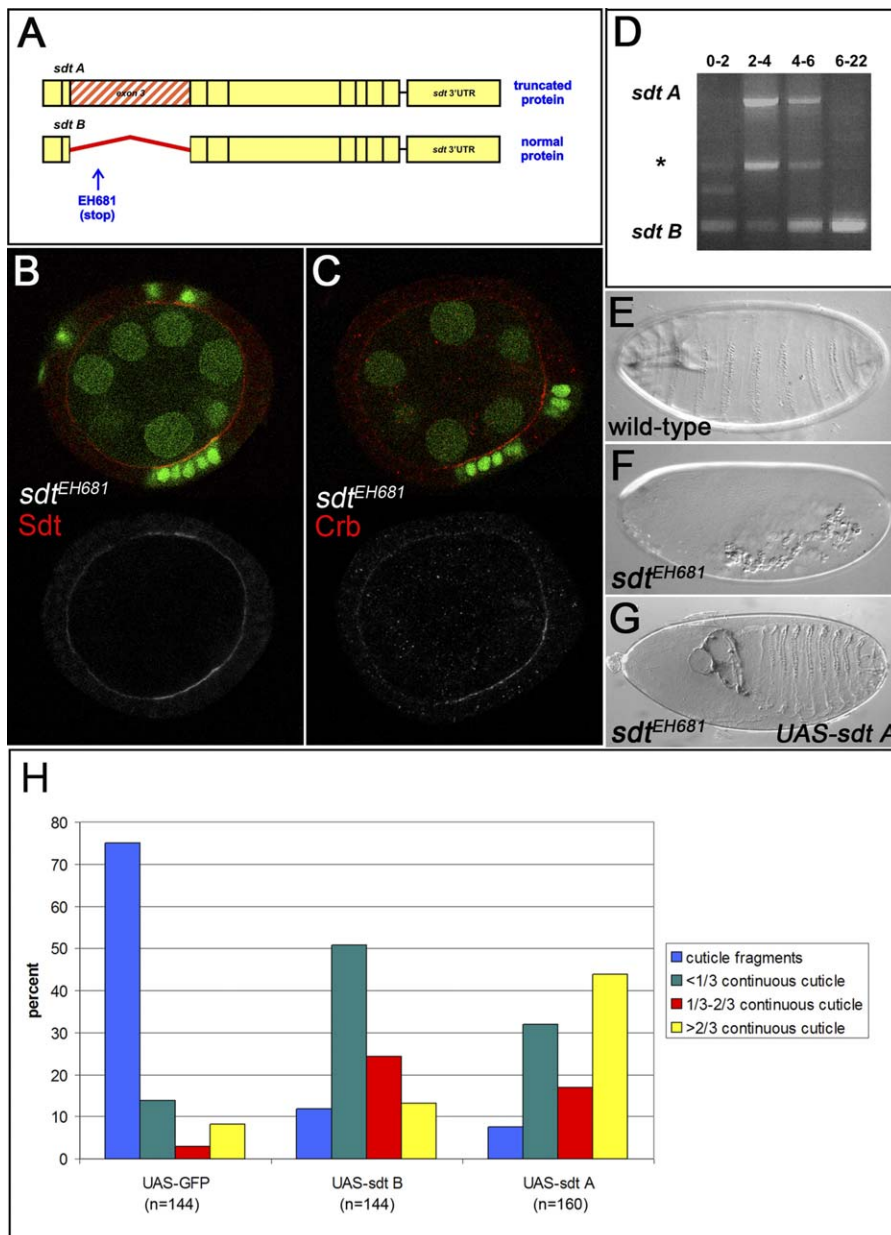 A
sdt A
exon 3
sdt 3'UTR
truncated
protein
sdt B
sdt 3'UTR
normal
protein
EH681
(stop)
B
sdtEH681
Sdt
C
sdtEH681
Crb
D
0-2 2-4 4-6 6-22
sdt A
*
sdt B
E
wild-type
F
sdtEH681
G
sdtEH681 UAS-sdt A
H
percent
80
70
60
50
40
30
20
10
0
UAS-GFP
(n=144)
UAS-sdt B
(n=144)
UAS-sdt A
(n=160)
cuticle fragments
<1/3 continuous cuticle
1/3-2/3 continuous cuticle
>2/3 continuous cuticle